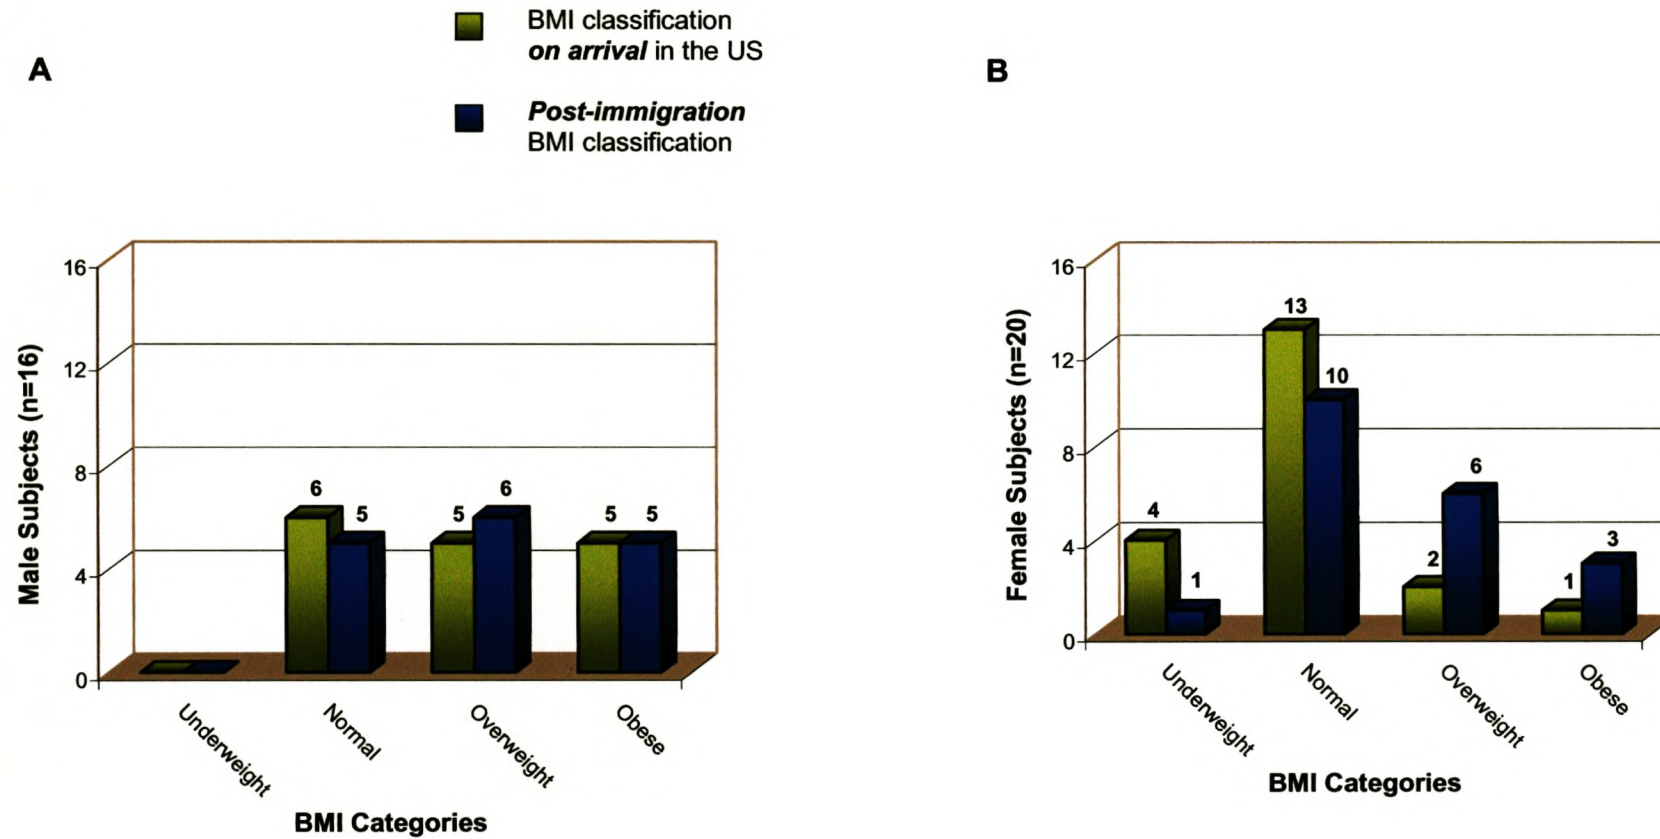 BMI classification
on arrival in the US
Post-immigration
BMI classification
A
Male Subjects (n=16)
16
12
8
4
0
6
5
5
6
5
5
Underweight
Normal
Overweight
Obese
BMI Categories
B
Female Subjects (n=20)
16
12
8
4
0
4
1
13
10
2
6
1
3
Underweight
Normal
Overweight
Obese
BMI Categories